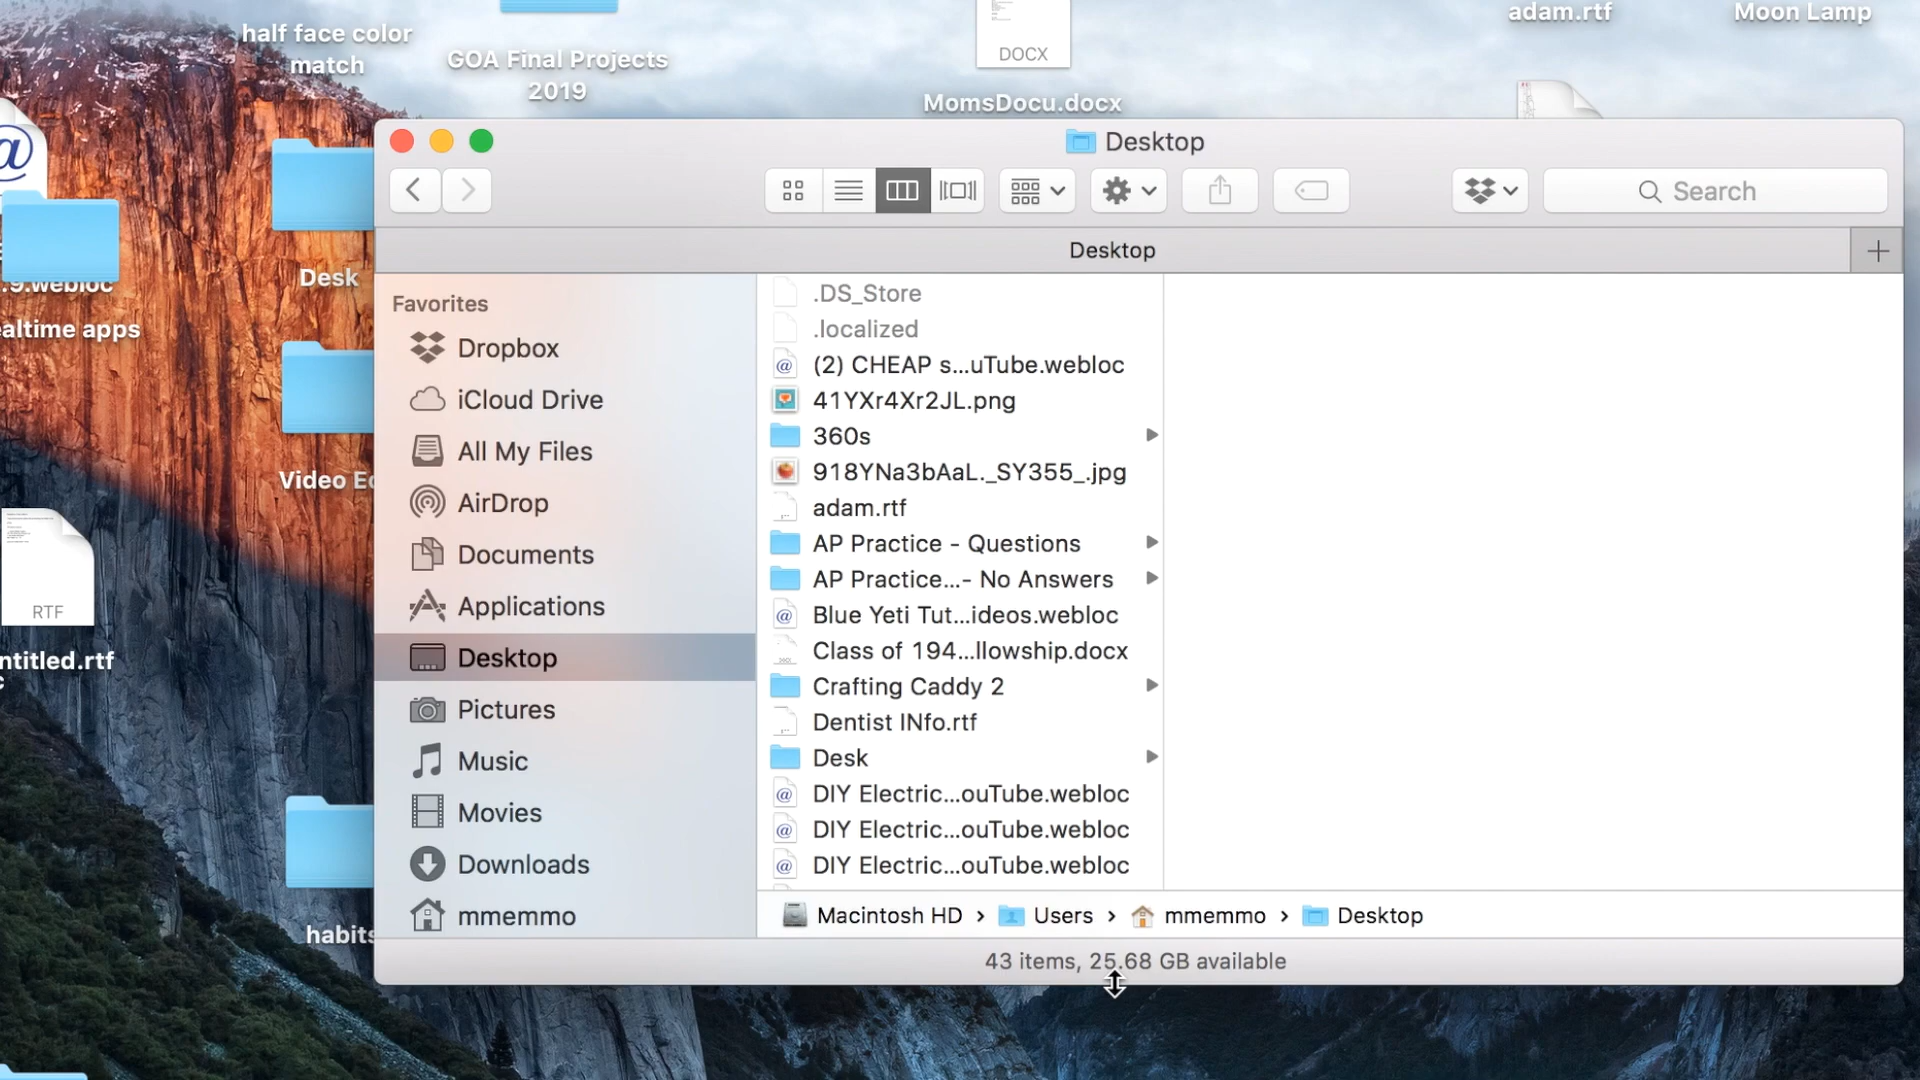 half face color
match
GOA Final Projects
2019
DOCX
MomsDocu.docx
adam.rtf
Moon Lamp
@
Desk
.9.webloc
ealtime apps
Video Ed
RTF
ntitled.rtf
habits
Desktop
Search
Desktop
Favorites
Dropbox
iCloud Drive
All My Files
AirDrop
Documents
Applications
Desktop
Pictures
Music
Movies
Downloads
mmemmo
.DS_Store
.localized
(2) CHEAP s...uTube.webloc
41YXr4Xr2JL.png
360s
918YNa3bAaL._SY355_.jpg
adam.rtf
AP Practice - Questions
AP Practice...- No Answers
Blue Yeti Tut...ideos.webloc
Class of 194...llowship.docx
Crafting Caddy 2
Dentist INfo.rtf
Desk
DIY Electric...ouTube.webloc
DIY Electric...ouTube.webloc
DIY Electric...ouTube.webloc
Macintosh HD › Users › mmemmo › Desktop
43 items, 25.68 GB available